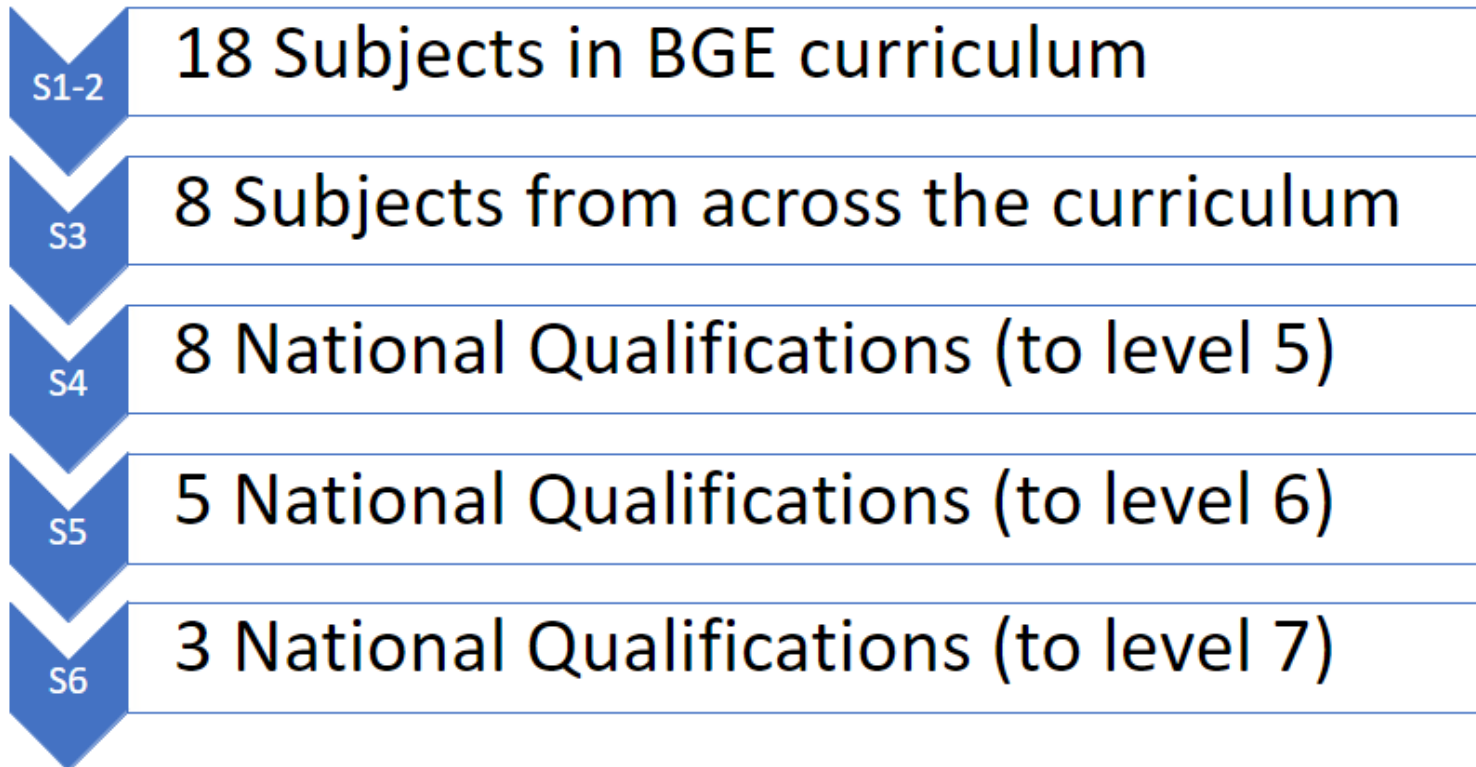 S1-2
18 Subjects in BGE curriculum
S3
8 Subjects from across the curriculum
S4
8 National Qualifications (to level 5)
S5
5 National Qualifications (to level 6)
S6
3 National Qualifications (to level 7)